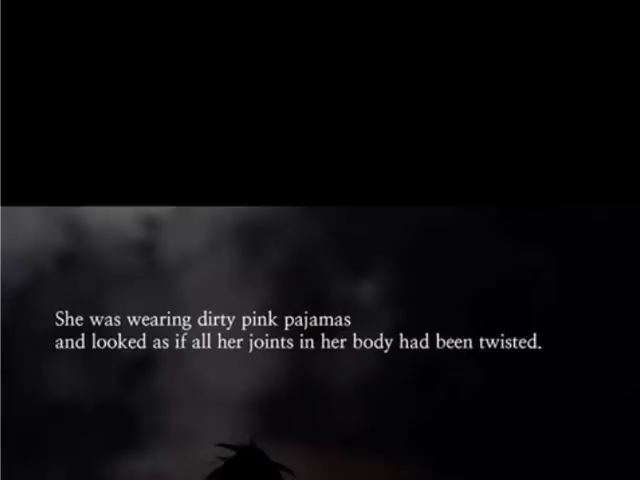 She was wearing dirty pink pajamas
and looked as if all her joints in her body had been twisted.